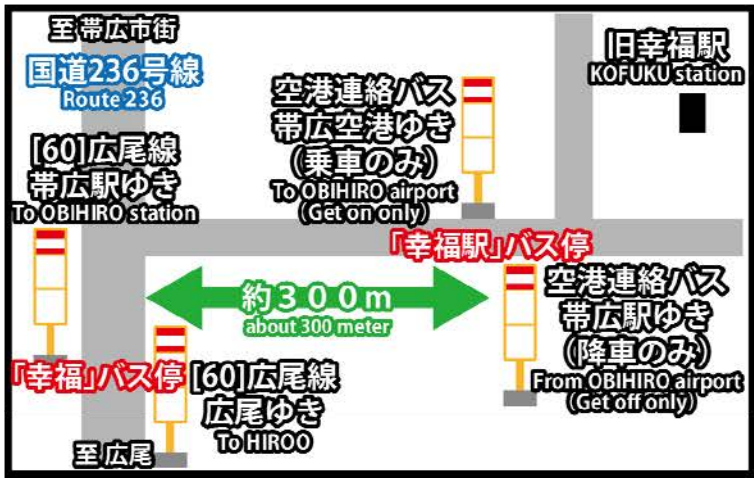 至 帯広市街
国道236号線
Route 236
[60]広尾線
帯広駅ゆき
To OBIHIRO station
空港連絡バス
帯広空港ゆき
（乗車のみ）
To OBIHIRO airport
（Get on only）
旧幸福駅
KOFUKU station
「幸福駅」バス停
約３００ｍ
about 300 meter
空港連絡バス
帯広駅ゆき
（降車のみ）
From OBIHIRO airport
（Get off only）
「幸福」バス停
[60]広尾線
広尾ゆき
To HIROO
至 広尾